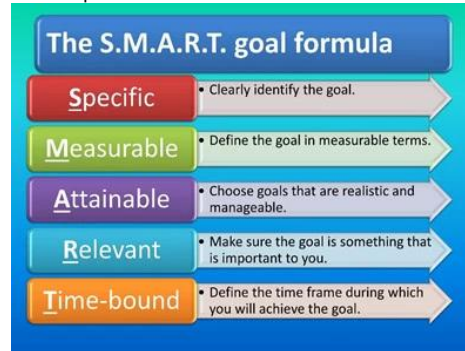 The S.M.A.R.T. goal formula
Specific
• Clearly identify the goal.
Measurable
• Define the goal in measurable terms.
Attainable
• Choose goals that are realistic and
manageable.
Relevant
• Make sure the goal is something that
is important to you.
Time-bound
• Define the time frame during which
you will achieve the goal.